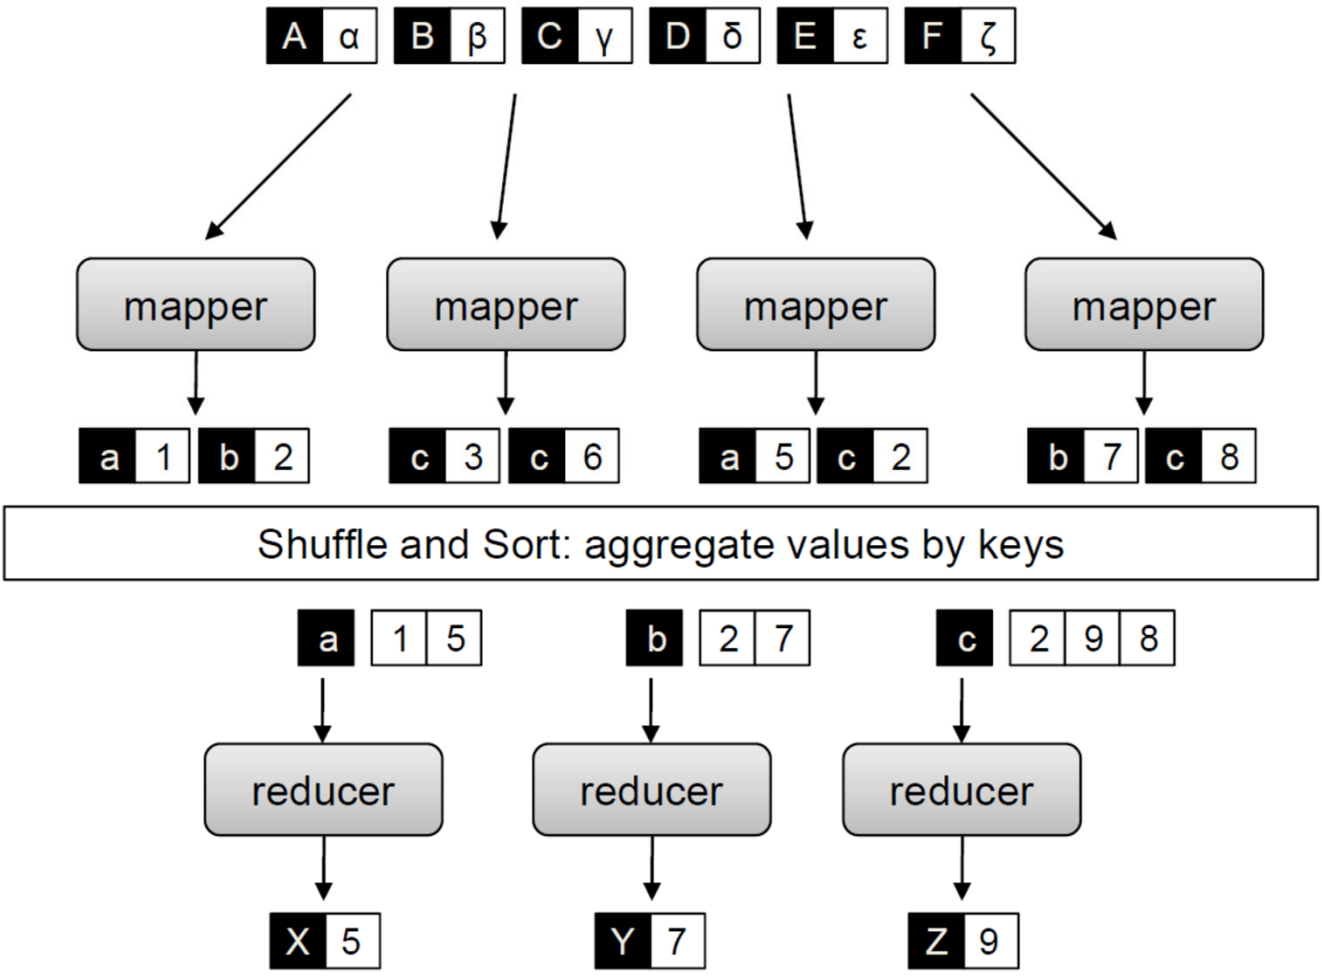 A α B β C γ D δ E ε F ζ
mapper mapper mapper mapper
a 1 b 2 c 3 c 6 a 5 c 2 b 7 c 8
Shuffle and Sort: aggregate values by keys
a 1 5 b 2 7 c 2 9 8
reducer reducer reducer
X 5 Y 7 Z 9